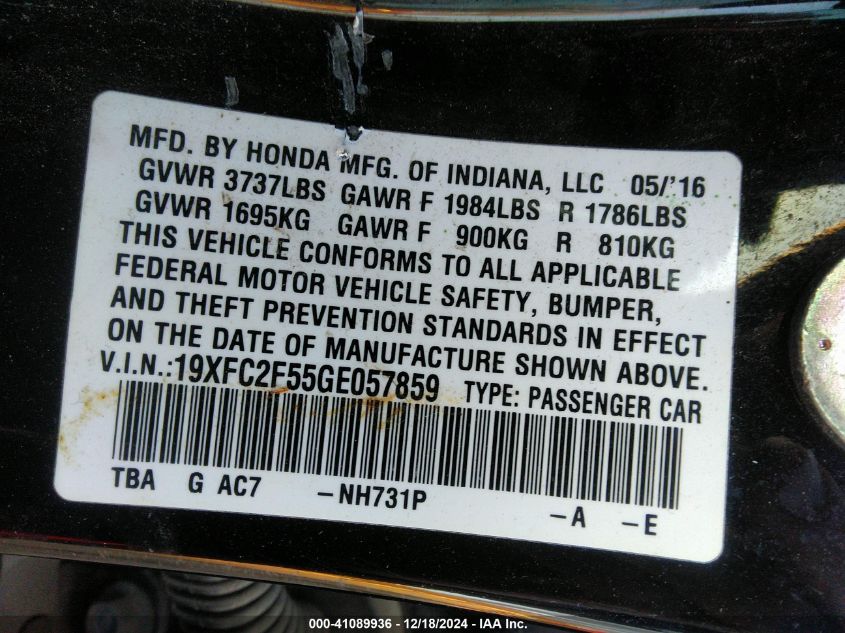 MFD. BY HONDA MFG. OF INDIANA, LLC 05/'16
GVWR 3737LBS GAWR F 1984LBS R 1786LBS
GVWR 1695KG GAWR F 900KG R 810KG
THIS VEHICLE CONFORMS TO ALL APPLICABLE
FEDERAL MOTOR VEHICLE SAFETY, BUMPER,
AND THEFT PREVENTION STANDARDS IN EFFECT
ON THE DATE OF MANUFACTURE SHOWN ABOVE.
V.I.N.:19XFC2F55GE057859 TYPE: PASSENGER CAR
TBA G AC7 -NH731P -A -E
000-41089936 - 12/18/2024 - IAA Inc.